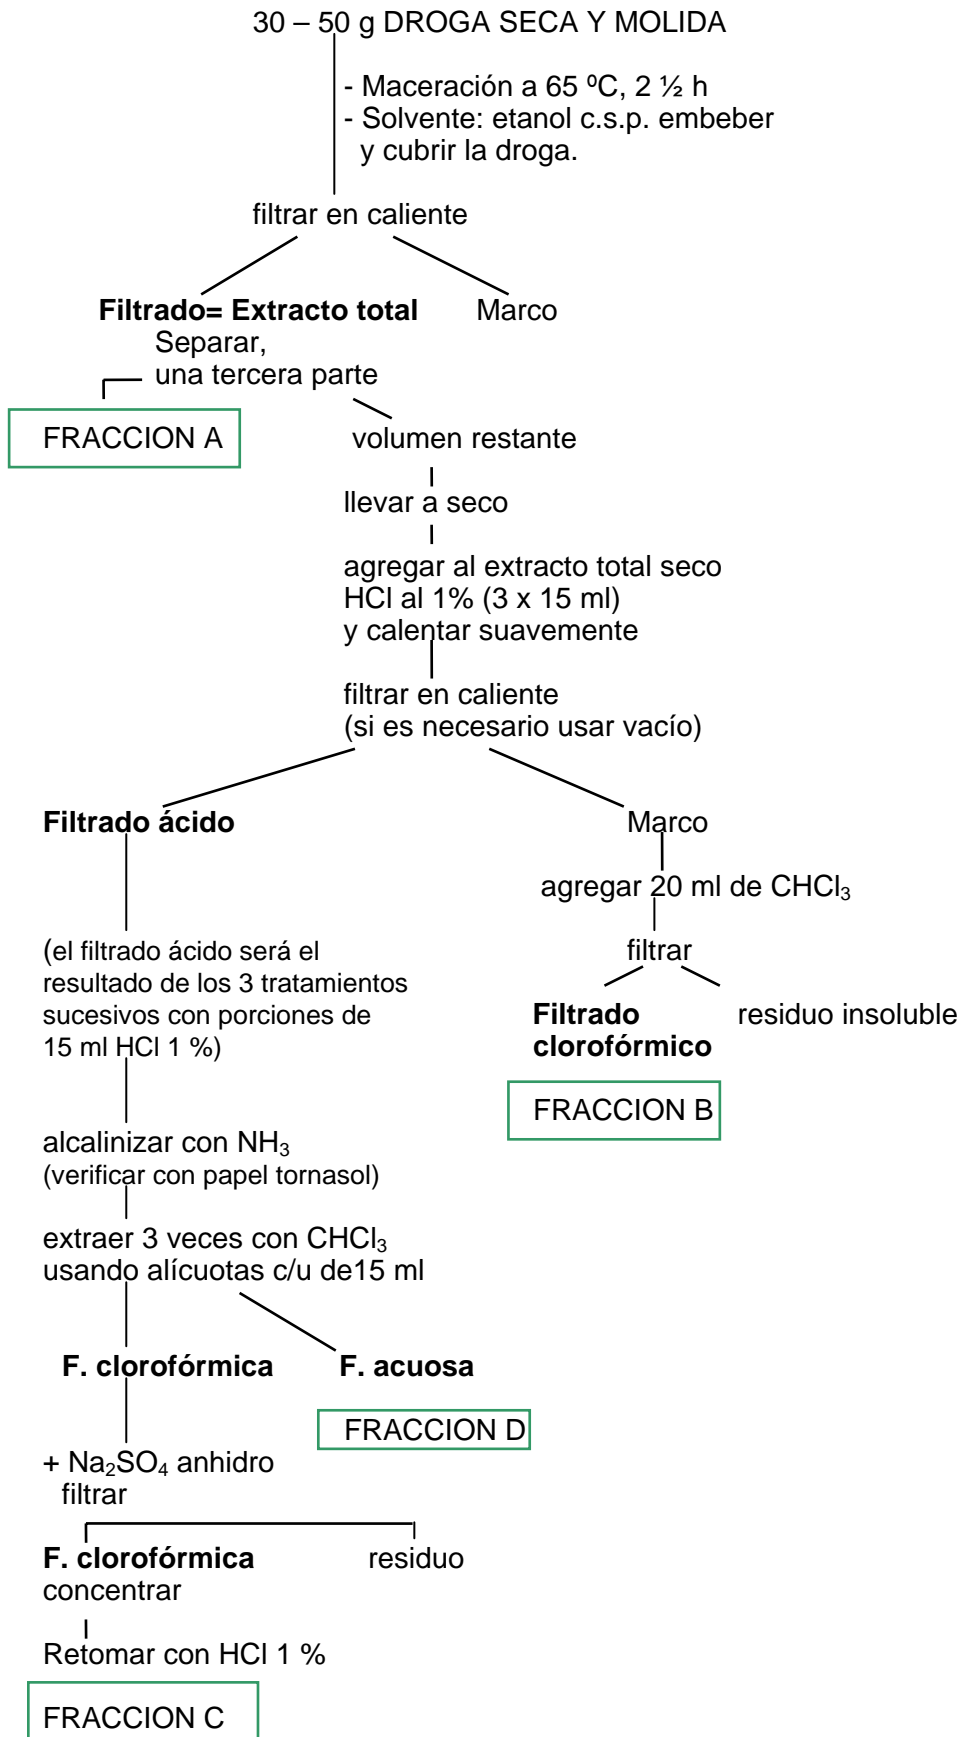 30 – 50 g DROGA SECA Y MOLIDA
- Maceración a 65 ºC, 2 ½ h
- Solvente: etanol c.s.p. embeber
y cubrir la droga.
filtrar en caliente
Filtrado= Extracto total
Marco
Separar,
una tercera parte
FRACCION A
volumen restante
llevar a seco
agregar al extracto total seco
HCl al 1% (3 x 15 ml)
y calentar suavemente
filtrar en caliente
(si es necesario usar vacío)
Filtrado ácido
Marco
agregar 20 ml de CHCl₃
filtrar
(el filtrado ácido será el
resultado de los 3 tratamientos
sucesivos con porciones de
15 ml HCl 1 %)
Filtrado
clorofórmico
residuo insoluble
FRACCION B
alcalinizar con NH₃
(verificar con papel tornasol)
extraer 3 veces con CHCl₃
usando alícuotas c/u de15 ml
F. clorofórmica
F. acuosa
FRACCION D
+ Na₂SO₄ anhidro
filtrar
F. clorofórmica
residuo
concentrar
Retomar con HCl 1 %
FRACCION C